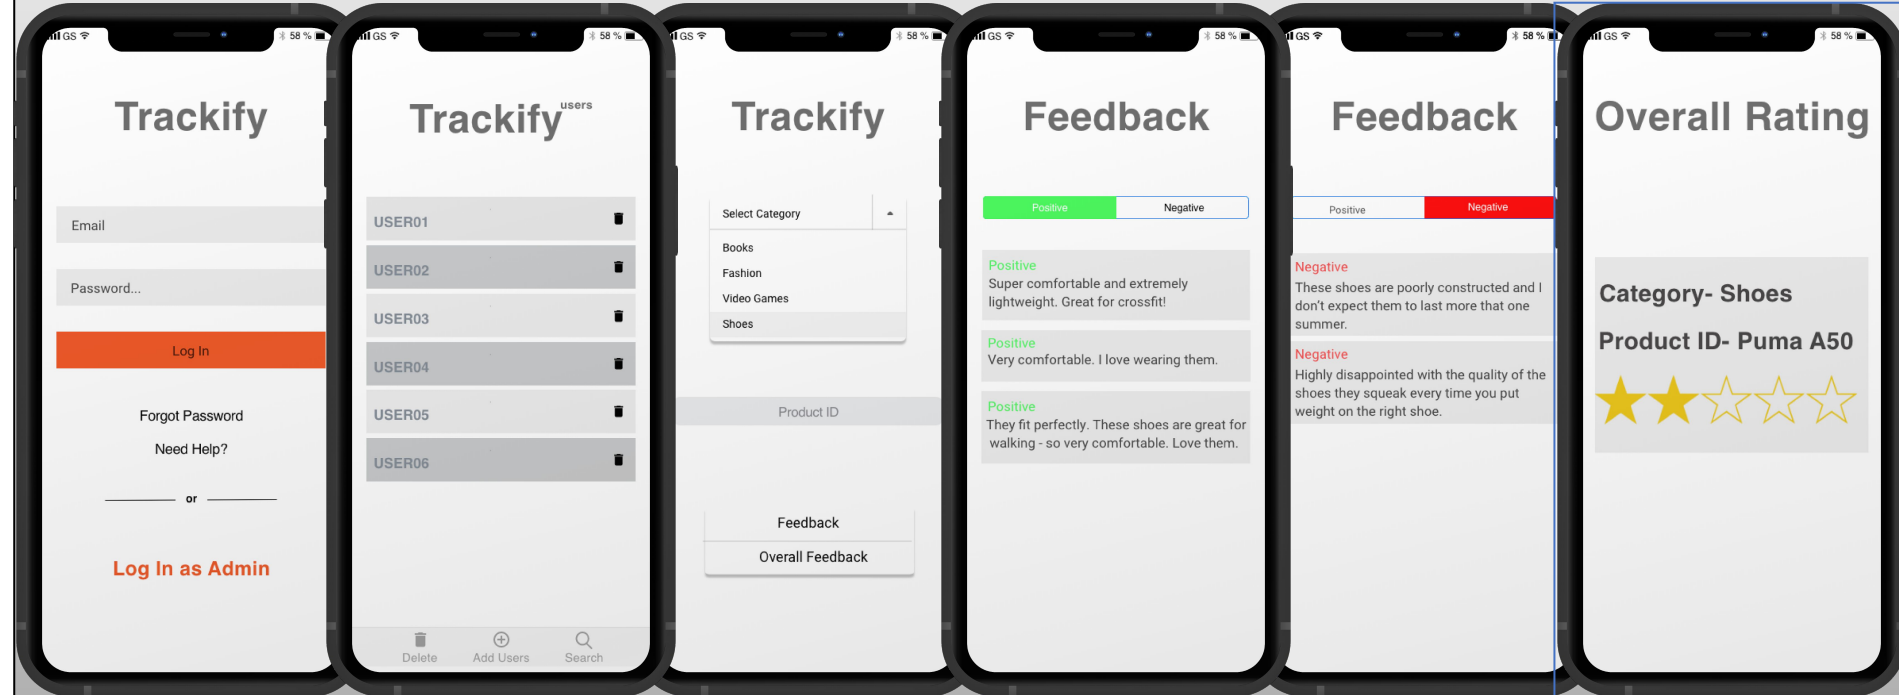 GS 58 %
Trackify
Email
Password...
Log In
Forgot Password
Need Help?
or
Log In as Admin
GS 58 %
Trackify users
USER01
USER02
USER03
USER04
USER05
USER06
Delete Add Users Search
GS 58 %
Trackify
Select Category
Books
Fashion
Video Games
Shoes
Product ID
Feedback
Overall Feedback
GS 58 %
Feedback
Positive Negative
Positive
Super comfortable and extremely
lightweight. Great for crossfit!
Positive
Very comfortable. I love wearing them.
Positive
They fit perfectly. These shoes are great for
walking - so very comfortable. Love them.
GS 58 %
Feedback
Positive Negative
Negative
These shoes are poorly constructed and I
don't expect them to last more that one
summer.
Negative
Highly disappointed with the quality of the
shoes they squeak every time you put
weight on the right shoe.
GS 58 %
Overall Rating
Category- Shoes
Product ID- Puma A50